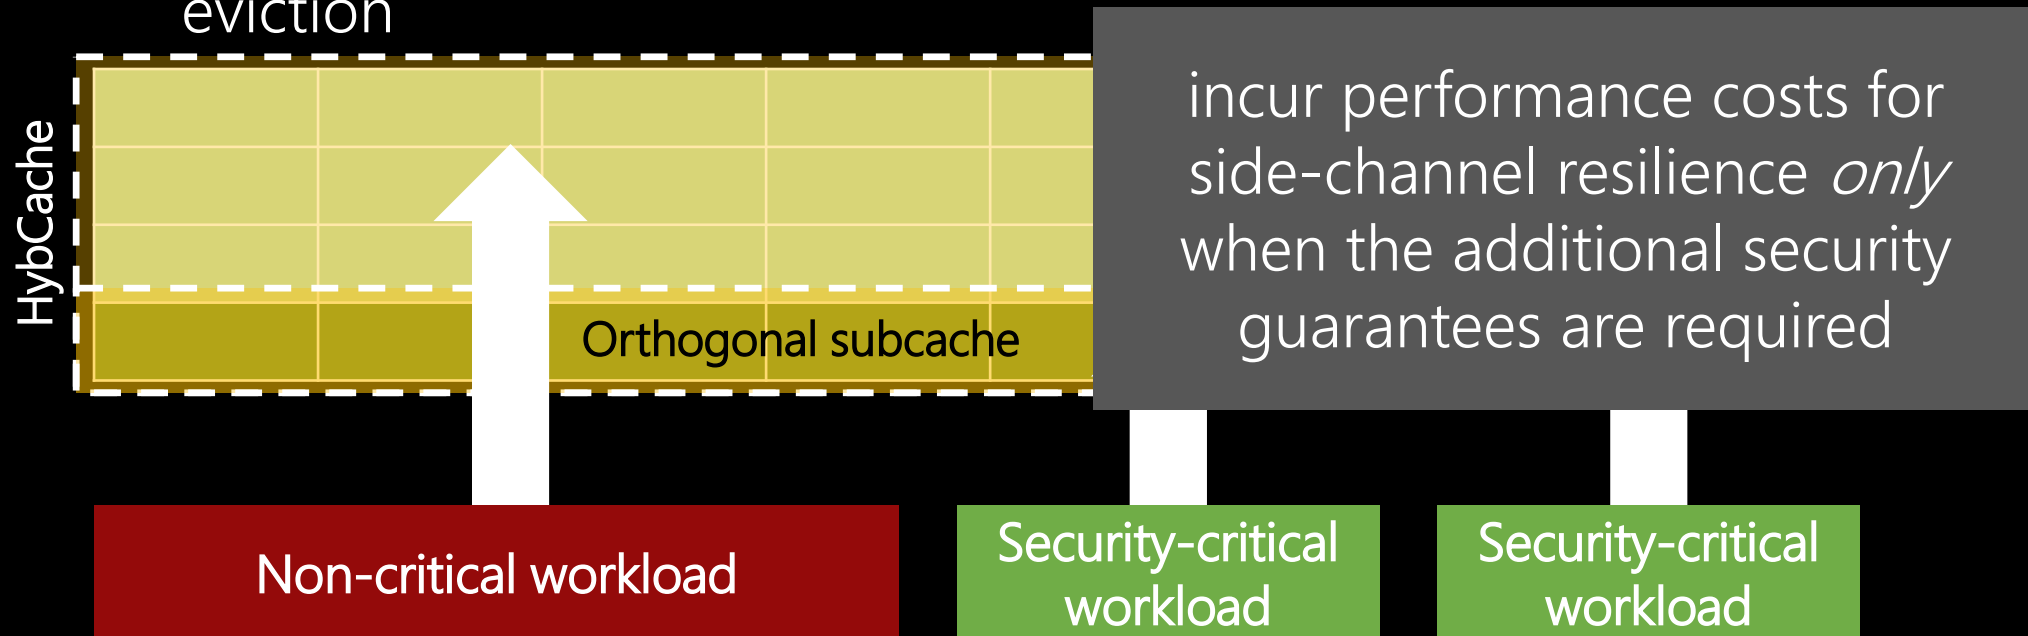 eviction
HybCache
incur performance costs for
side-channel resilience only
when the additional security
guarantees are required
Orthogonal subcache
Non-critical workload
Security-critical
workload
Security-critical
workload